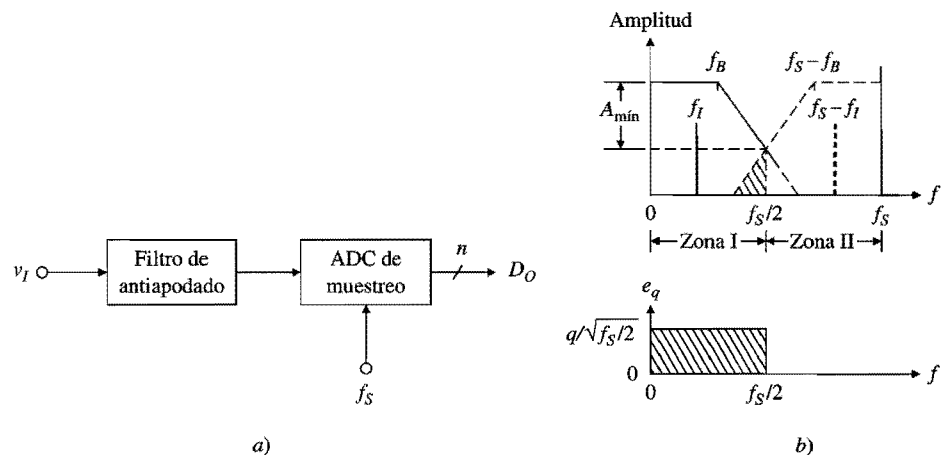 Amplitud
f_B
f_S − f_B
A_mín
f_I
f_S − f_I
f
0
f_S/2
f_S
Zona I
Zona II
v_I
Filtro de
antiapodado
ADC de
muestreo
n
D_O
f_S
e_q
q/√f_S/2
0
f
0
f_S/2
a)
b)